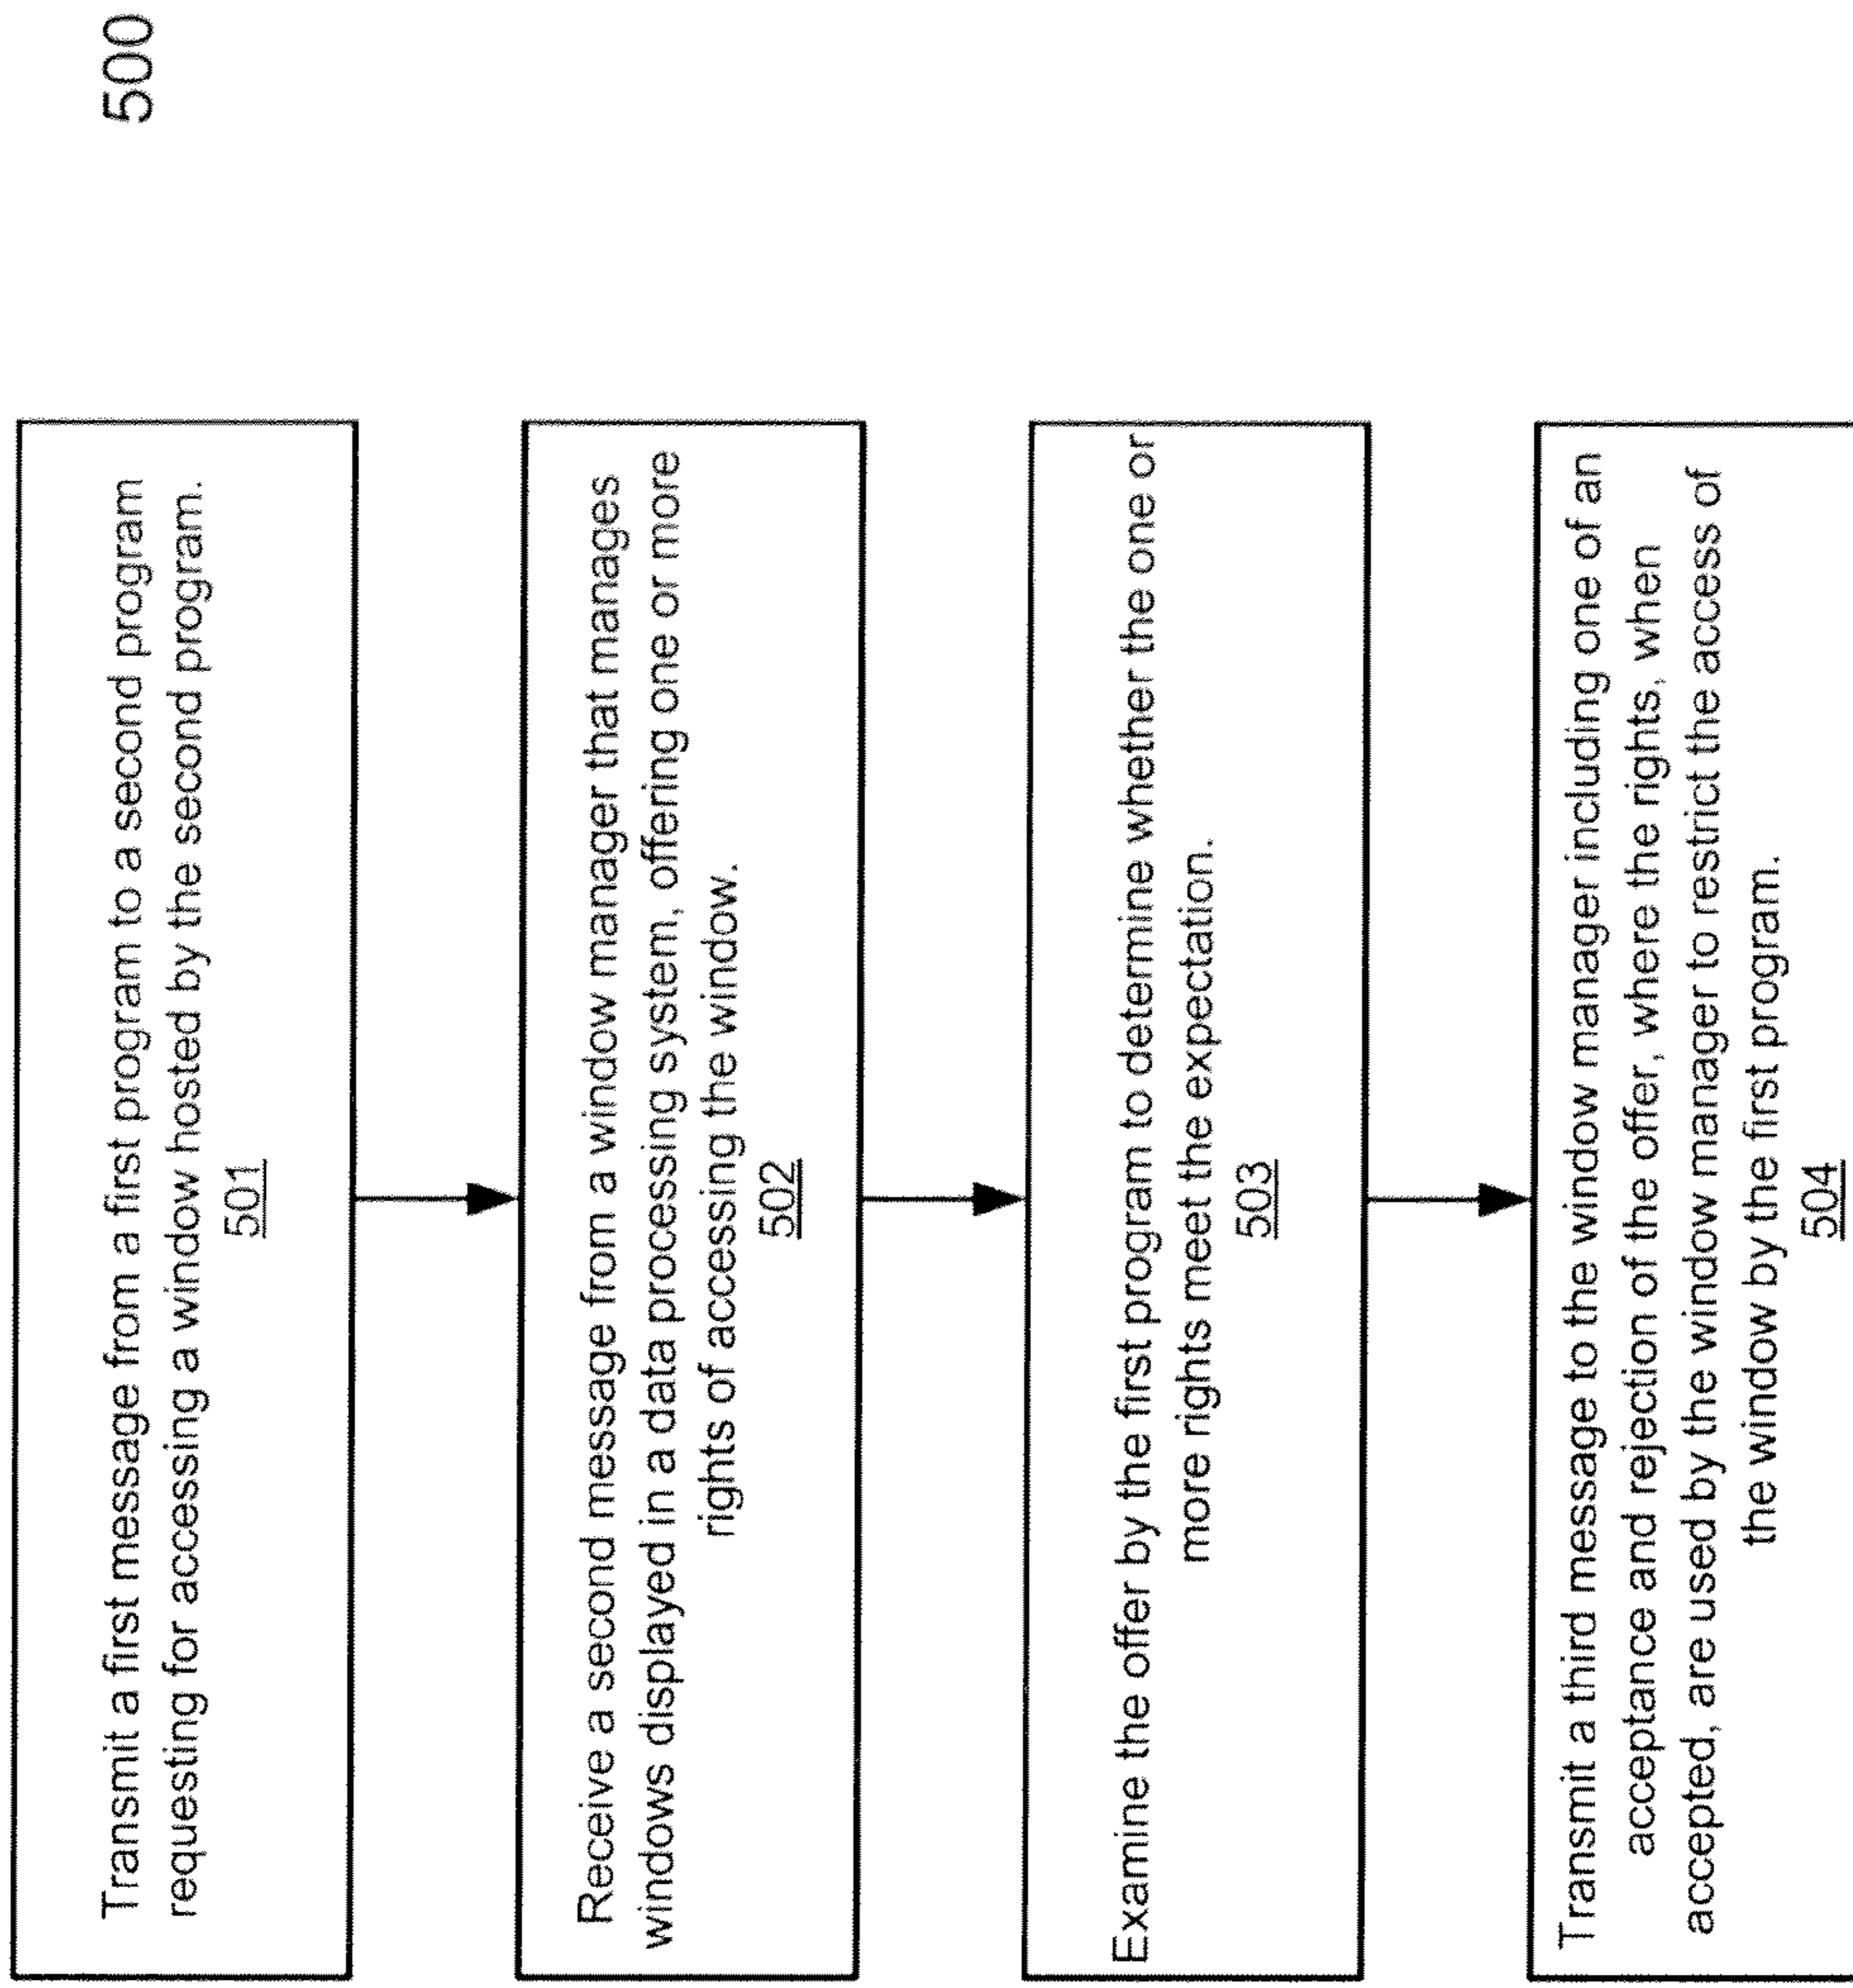 500
Transmit a first message from a first program to a second program
requesting for accessing a window hosted by the second program.
501
Receive a second message from a window manager that manages
windows displayed in a data processing system, offering one or more
rights of accessing the window.
502
Examine the offer by the first program to determine whether the one or
more rights meet the expectation.
503
Transmit a third message to the window manager including one of an
acceptance and rejection of the offer, where the rights, when
accepted, are used by the window manager to restrict the access of
the window by the first program.
504